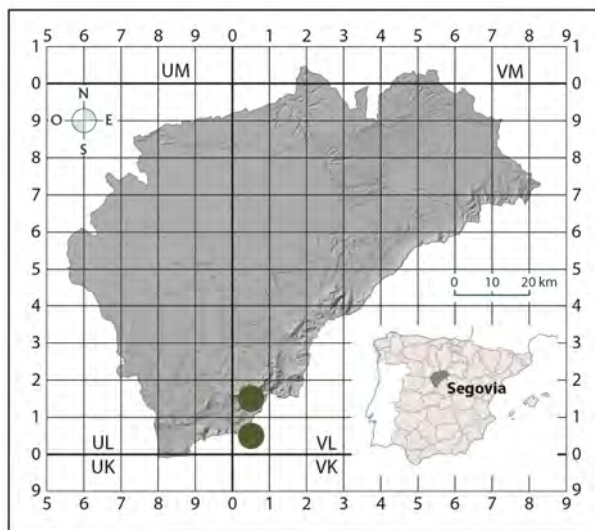 5 6 7 8 9 0 1 2 3 4 5 6 7 8 9
1 1
UM VM
0 0
N
9 O E 9
S
8 8
7 7
6 6
5 5
0 10 20 km
4 4
3 3
2 2
Segovia
1 1
UL VL
0 0
UK VK
9 9
5 6 7 8 9 0 1 2 3 4 5 6 7 8 9